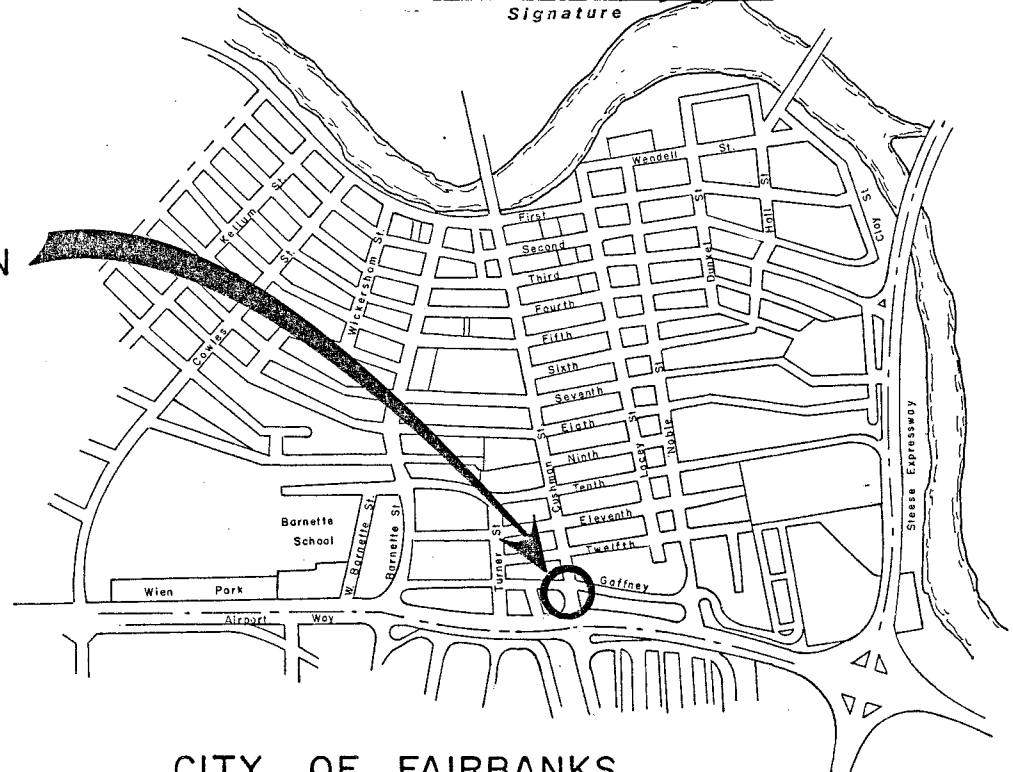 Signature
Wendell St.
First
Second
Third
Fourth
Fifth
Sixth
Seventh
Eigth
Ninth
Tenth
Eleventh
Twelfth
Gaffney
Kellum St.
St.
Cowles
Wickersham St.
Dunkel St
Hall St
Clay St
Cushman St
Lacey St
Noble St
Steese Expressway
Barnette
School
W. Barnette St.
Barnette St
Turner St
Wien Park
Airport Way
N
CITY OF FAIRBANKS